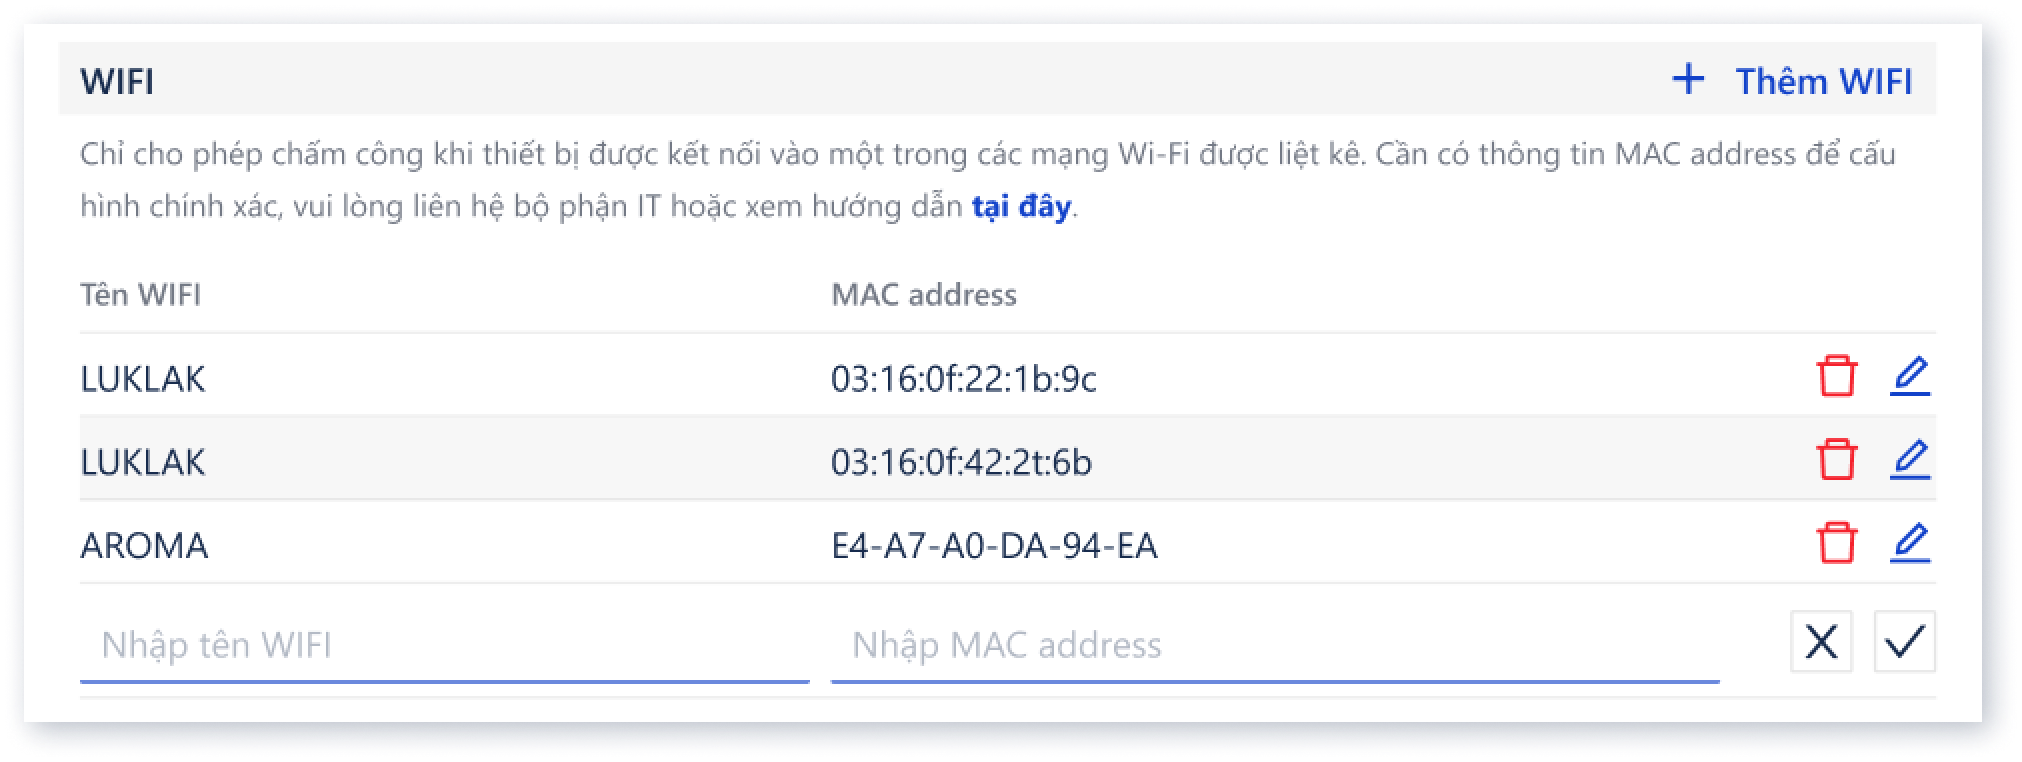 WIFI
+ Thêm WIFI
Chỉ cho phép chấm công khi thiết bị được kết nối vào một trong các mạng Wi-Fi được liệt kê. Cần có thông tin MAC address để cấu
hình chính xác, vui lòng liên hệ bộ phận IT hoặc xem hướng dẫn tại đây.
Tên WIFI MAC address
LUKLAK 03:16:0f:22:1b:9c
LUKLAK 03:16:0f:42:2t:6b
AROMA E4-A7-A0-DA-94-EA
Nhập tên WIFI Nhập MAC address